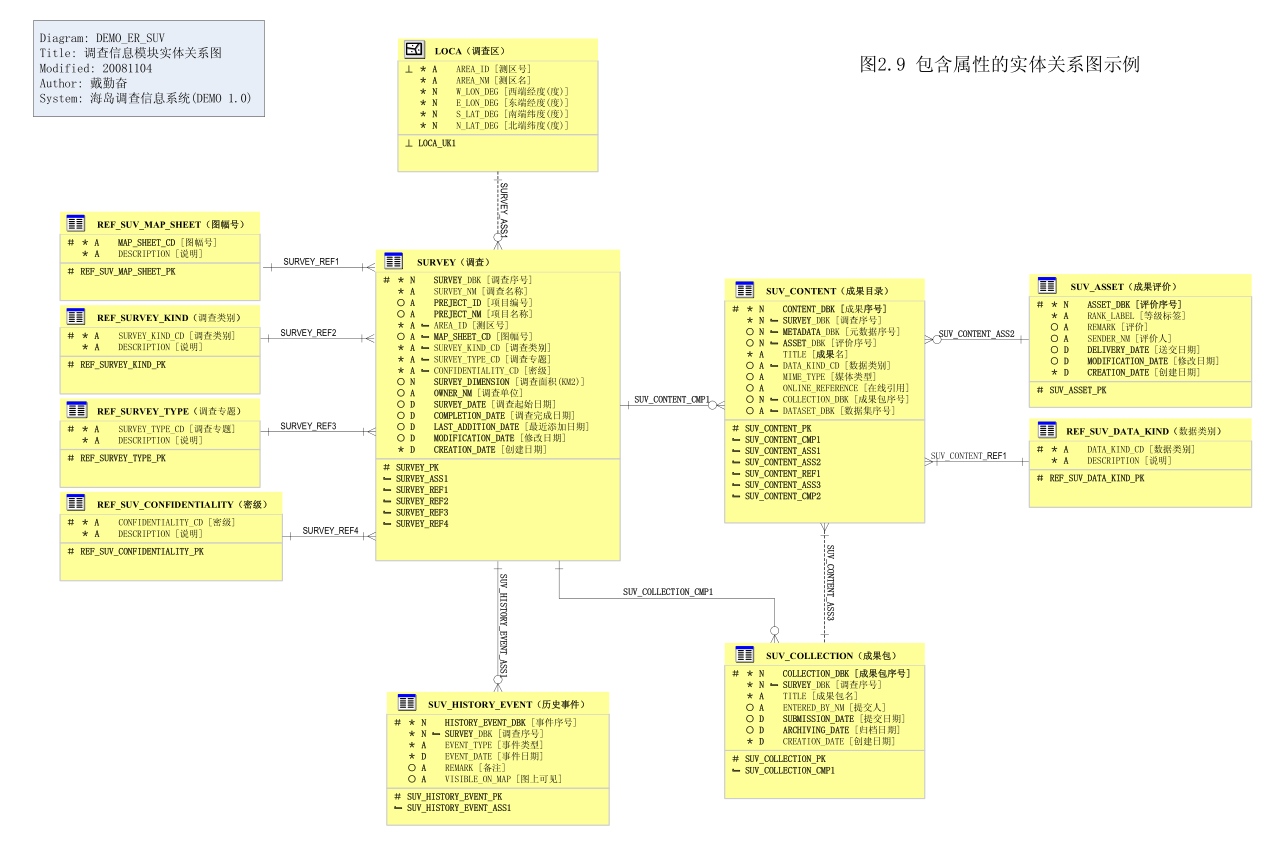 Diagram: DEMO_ER_SUV
Title: 调查信息模块实体关系图
Modified: 20081104
Author: 戴勤奋
System: 海岛调查信息系统(DEMO 1.0)
图2.9 包含属性的实体关系图示例
LOCA（调查区）
⊥ * A AREA_ID [测区号]
* A AREA_NM [测区名]
* N W_LON_DEG [西端经度(度)]
* N E_LON_DEG [东端经度(度)]
* N S_LAT_DEG [南端纬度(度)]
* N N_LAT_DEG [北端纬度(度)]
⊥ LOCA_UK1
SURVEY_ASS1
REF_SUV_MAP_SHEET（图幅号）
# * A MAP_SHEET_CD [图幅号]
* A DESCRIPTION [说明]
# REF_SUV_MAP_SHEET_PK
SURVEY_REF1
REF_SURVEY_KIND（调查类别）
# * A SURVEY_KIND_CD [调查类别]
* A DESCRIPTION [说明]
# REF_SURVEY_KIND_PK
SURVEY_REF2
REF_SURVEY_TYPE（调查专题）
# * A SURVEY_TYPE_CD [调查专题]
* A DESCRIPTION [说明]
# REF_SURVEY_TYPE_PK
SURVEY_REF3
REF_SUV_CONFIDENTIALITY（密级）
# * A CONFIDENTIALITY_CD [密级]
* A DESCRIPTION [说明]
# REF_SUV_CONFIDENTIALITY_PK
SURVEY_REF4
SURVEY（调查）
# * N SURVEY_DBK [调查序号]
* A SURVEY_NM [调查名称]
O A PREJECT_ID [项目编号]
O A PREJECT_NM [项目名称]
* A AREA_ID [测区号]
O A MAP_SHEET_CD [图幅号]
* A SURVEY_KIND_CD [调查类别]
* A SURVEY_TYPE_CD [调查专题]
* A CONFIDENTIALITY_CD [密级]
O N SURVEY_DIMENSION [调查面积(KM2)]
O A OWNER_NM [调查单位]
O D SURVEY_DATE [调查起始日期]
O D COMPLETION_DATE [调查完成日期]
O D LAST_ADDITION_DATE [最近添加日期]
O D MODIFICATION_DATE [修改日期]
* D CREATION_DATE [创建日期]
# SURVEY_PK
SURVEY_ASS1
SURVEY_REF1
SURVEY_REF2
SURVEY_REF3
SURVEY_REF4
SUV_CONTENT_CMP1
SUV_CONTENT（成果目录）
# * N CONTENT_DBK [成果序号]
* N SURVEY_DBK [调查序号]
O N METADATA_DBK [元数据序号]
O N ASSET_DBK [评价序号]
* A TITLE [成果名]
O A DATA_KIND_CD [数据类别]
O A MIME_TYPE [媒体类型]
O A ONLINE_REFERENCE [在线引用]
O N COLLECTION_DBK [成果包序号]
O A DATASET_DBK [数据集序号]
# SUV_CONTENT_PK
SUV_CONTENT_CMP1
SUV_CONTENT_ASS1
SUV_CONTENT_ASS2
SUV_CONTENT_REF1
SUV_CONTENT_ASS3
SUV_CONTENT_CMP2
SUV_CONTENT_ASS2
SUV_ASSET（成果评价）
# * N ASSET_DBK [评价序号]
* A RANK_LABEL [等级标签]
O A REMARK [评价]
O A SENDER_NM [评价人]
O D DELIVERY_DATE [送交日期]
O D MODIFICATION_DATE [修改日期]
* D CREATION_DATE [创建日期]
# SUV_ASSET_PK
SUV_CONTENT_REF1
REF_SUV_DATA_KIND（数据类别）
# * A DATA_KIND_CD [数据类别]
* A DESCRIPTION [说明]
# REF_SUV_DATA_KIND_PK
SUV_HISTORY_EVENT_ASS1
SUV_COLLECTION_CMP1
SUV_CONTENT_ASS3
SUV_HISTORY_EVENT（历史事件）
# * N HISTORY_EVENT_DBK [事件序号]
* N SURVEY_DBK [调查序号]
* A EVENT_TYPE [事件类型]
* D EVENT_DATE [事件日期]
O A REMARK [备注]
O A VISIBLE_ON_MAP [图上可见]
# SUV_HISTORY_EVENT_PK
SUV_HISTORY_EVENT_ASS1
SUV_COLLECTION（成果包）
# * N COLLECTION_DBK [成果包序号]
* N SURVEY_DBK [调查序号]
* A TITLE [成果包名]
O A ENTERED_BY_NM [提交人]
O D SUBMISSION_DATE [提交日期]
O D ARCHIVING_DATE [归档日期]
* D CREATION_DATE [创建日期]
# SUV_COLLECTION_PK
SUV_COLLECTION_CMP1